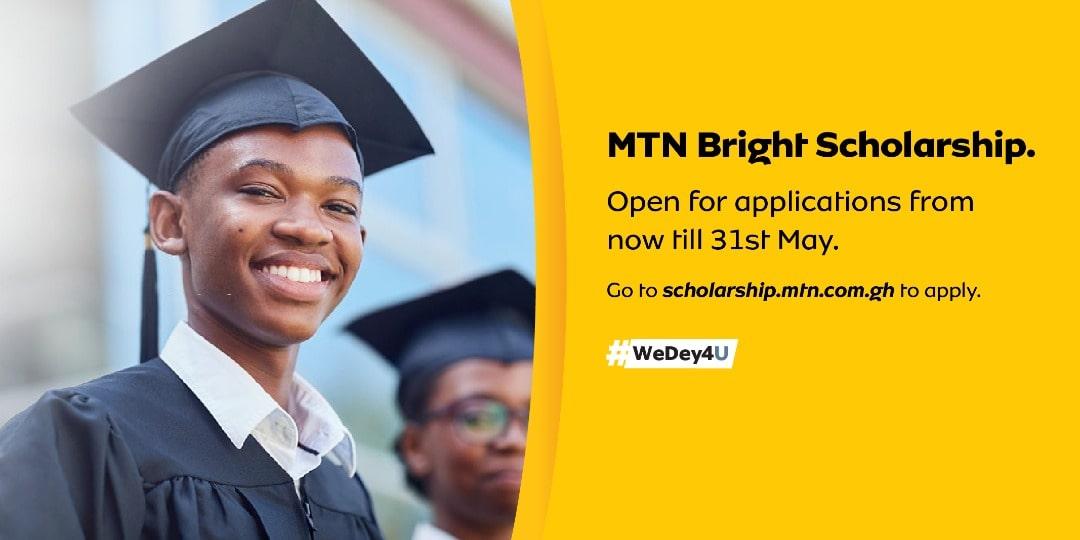 MTN Bright Scholarship.
Open for applications from
now till 31st May.
Go to scholarship.mtn.com.gh to apply.
#WeDey4U